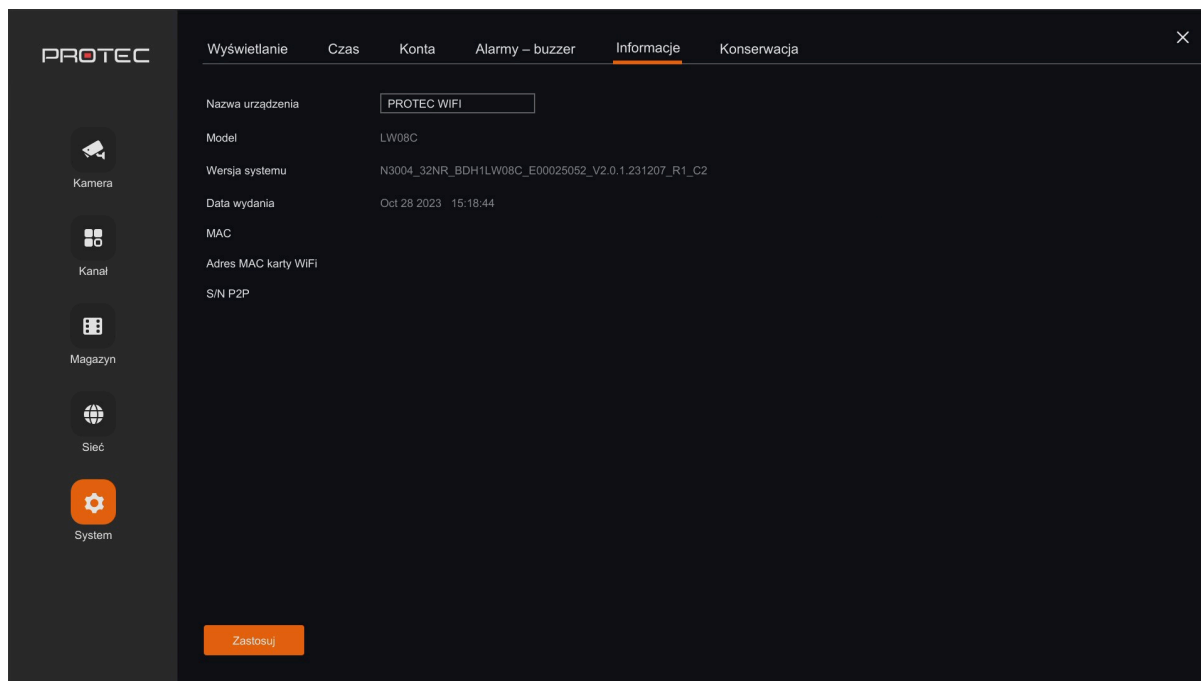 PROTEC
Wyświetlanie Czas Konta Alarmy – buzzer Informacje Konserwacja
Nazwa urządzenia PROTEC WIFI
Model LW08C
Wersja systemu N3004_32NR_BDH1LW08C_E00025052_V2.0.1.231207_R1_C2
Data wydania Oct 28 2023 15:18:44
MAC
Adres MAC karty WiFi
S/N P2P
Kamera
Kanał
Magazyn
Sieć
System
Zastosuj